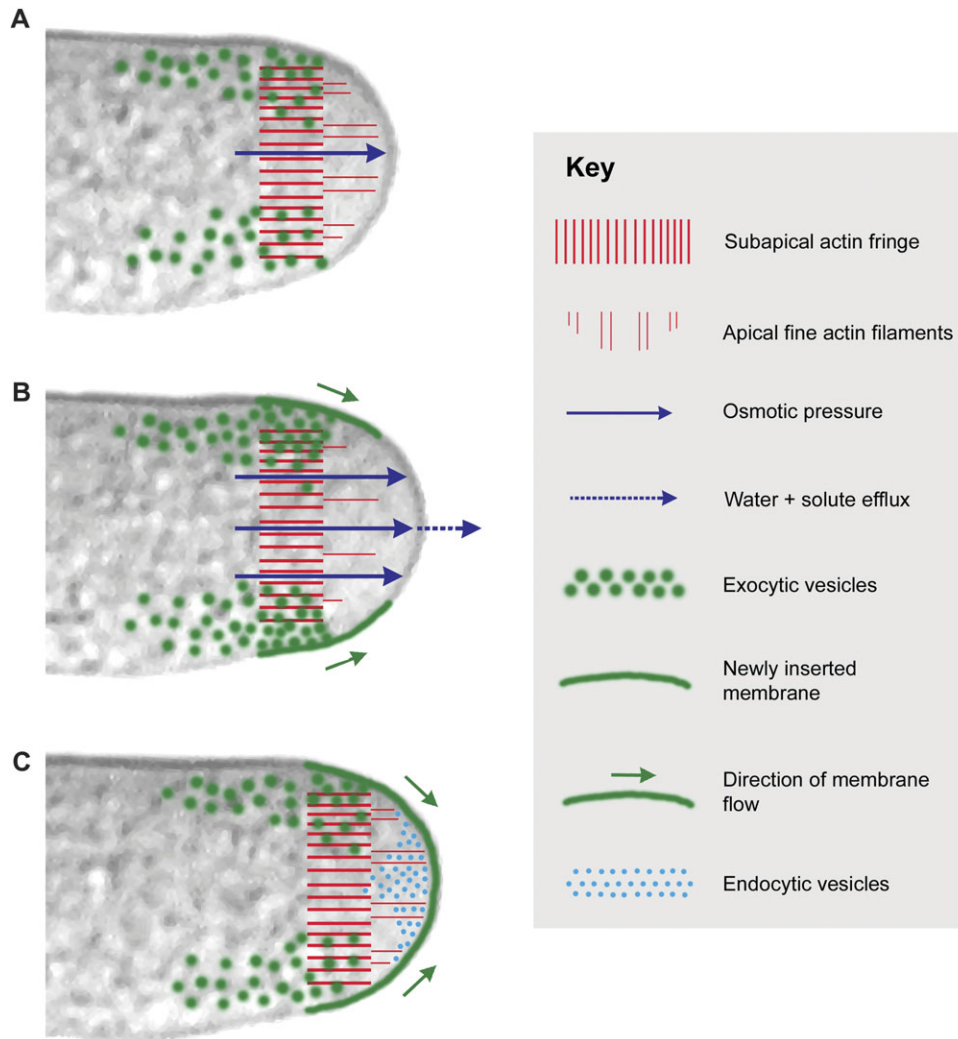 A
B
C
Key
Subapical actin fringe
Apical fine actin filaments
Osmotic pressure
Water + solute efflux
Exocytic vesicles
Newly inserted
membrane
Direction of membrane
flow
Endocytic vesicles